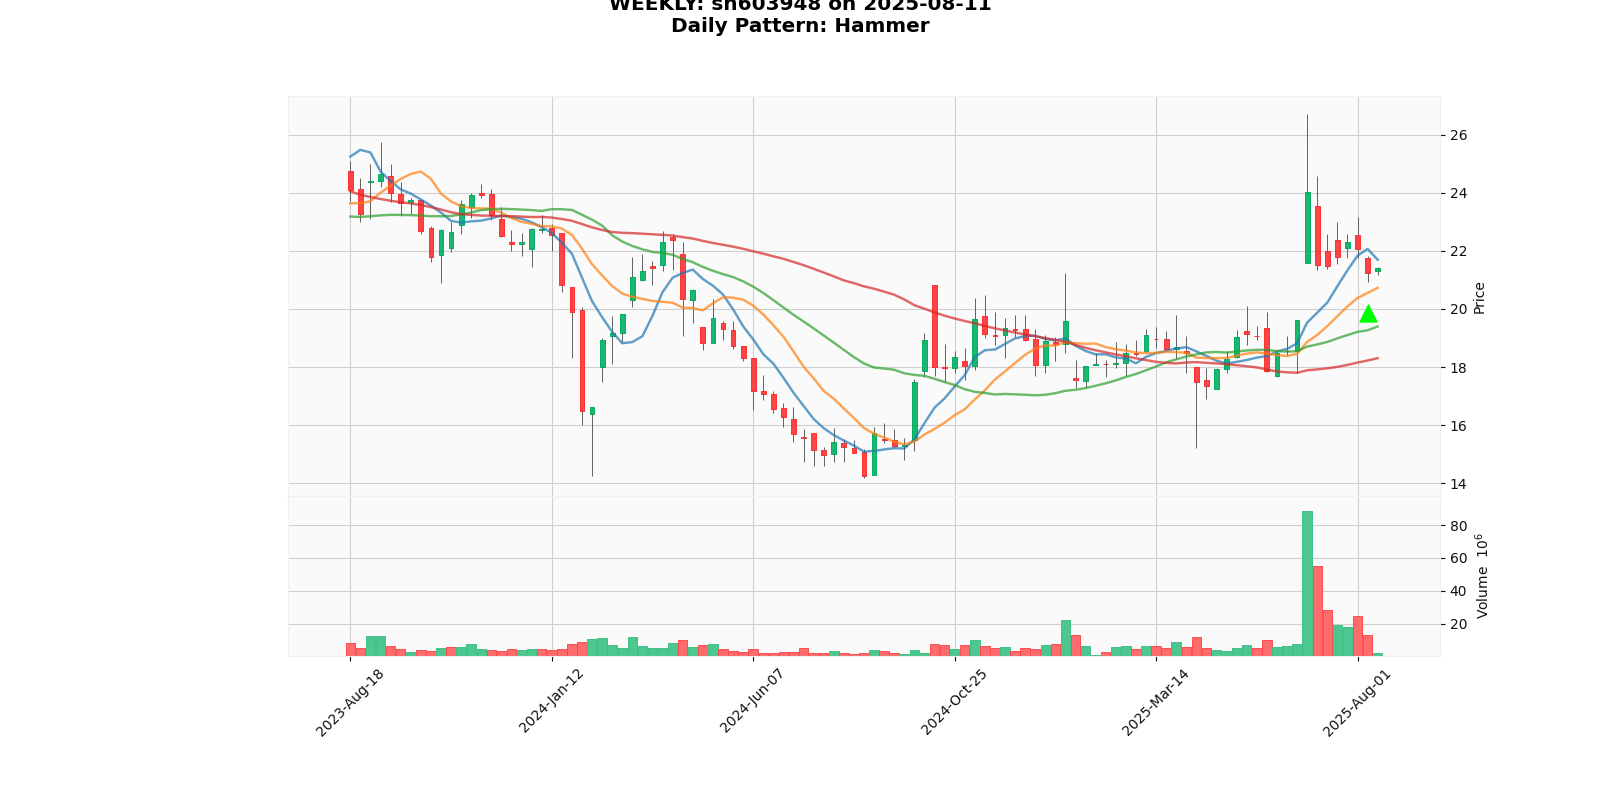 WEEKLY: sh603948 on 2025-08-11
Daily Pattern: Hammer
26
24
22
20
18
16
14
Price
80
60
40
20
Volume 10⁶
2023-Aug-18
2024-Jan-12
2024-Jun-07
2024-Oct-25
2025-Mar-14
2025-Aug-01